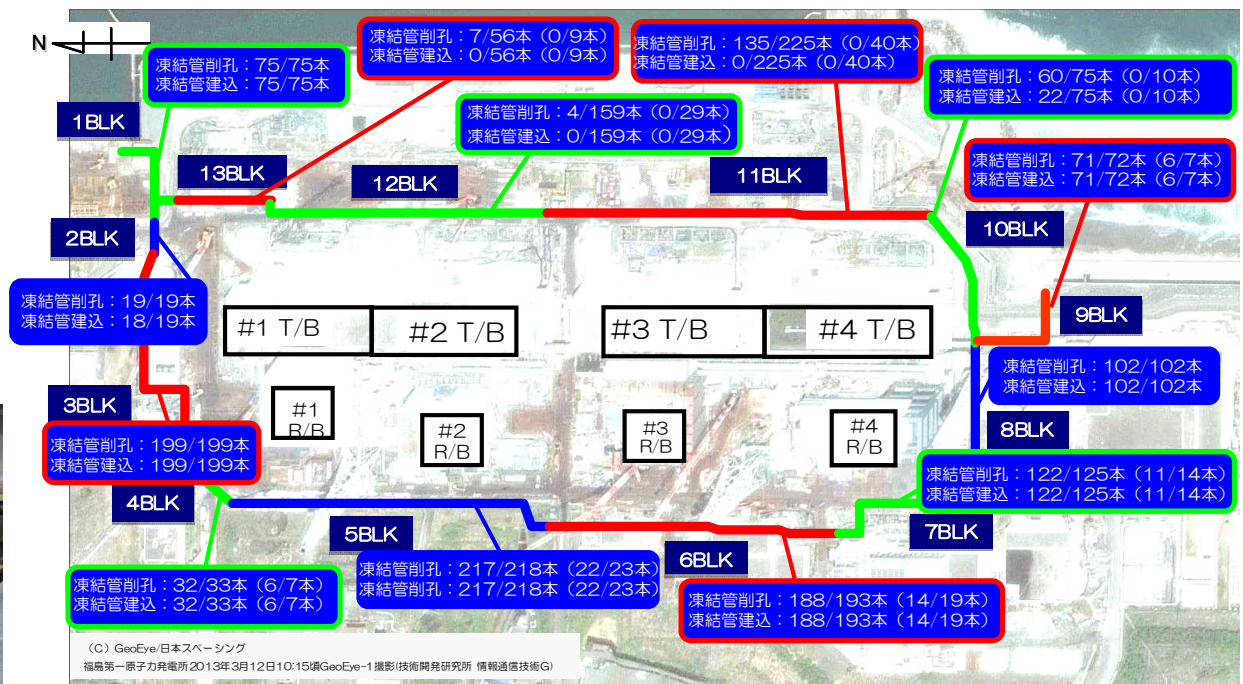 N
凍結管削孔：75/75本
凍結管建込：75/75本
凍結管削孔：7/56本（0/9本）
凍結管建込：0/56本（0/9本）
凍結管削孔：135/225本（0/40本）
凍結管建込：0/225本（0/40本）
凍結管削孔：60/75本（0/10本）
凍結管建込：22/75本（0/10本）
凍結管削孔：4/159本（0/29本）
凍結管建込：0/159本（0/29本）
1BLK
13BLK
12BLK
11BLK
凍結管削孔：71/72本（6/7本）
凍結管建込：71/72本（6/7本）
2BLK
10BLK
凍結管削孔：19/19本
凍結管建込：18/19本
#1 T/B
#2 T/B
#3 T/B
#4 T/B
9BLK
凍結管削孔：102/102本
凍結管建込：102/102本
3BLK
#1
R/B
#2
R/B
#3
R/B
#4
R/B
8BLK
凍結管削孔：199/199本
凍結管建込：199/199本
凍結管削孔：122/125本（11/14本）
凍結管建込：122/125本（11/14本）
4BLK
5BLK
6BLK
7BLK
凍結管削孔：32/33本（6/7本）
凍結管建込：32/33本（6/7本）
凍結管削孔：217/218本（22/23本）
凍結管削孔：217/218本（22/23本）
凍結管削孔：188/193本（14/19本）
凍結管建込：188/193本（14/19本）
（C）GeoEye/日本スペーシング
福島第一原子力発電所2013年3月12日10:15頃GeoEye-1撮影(技術開発研究所 情報通信技術G)